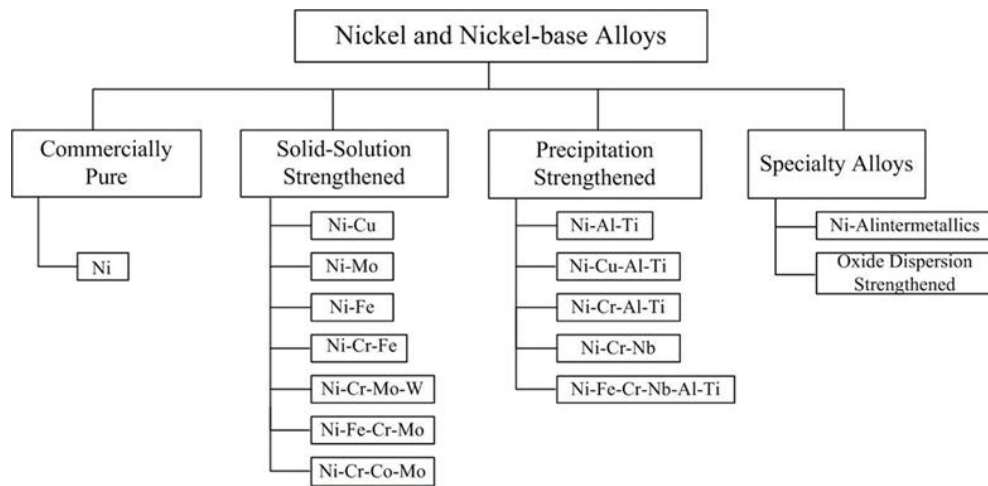 Nickel and Nickel-base Alloys
Commercially
Pure
Ni
Solid-Solution
Strengthened
Ni-Cu
Ni-Mo
Ni-Fe
Ni-Cr-Fe
Ni-Cr-Mo-W
Ni-Fe-Cr-Mo
Ni-Cr-Co-Mo
Precipitation
Strengthened
Ni-Al-Ti
Ni-Cu-Al-Ti
Ni-Cr-Al-Ti
Ni-Cr-Nb
Ni-Fe-Cr-Nb-Al-Ti
Specialty Alloys
Ni-Alintermetallics
Oxide Dispersion
Strengthened